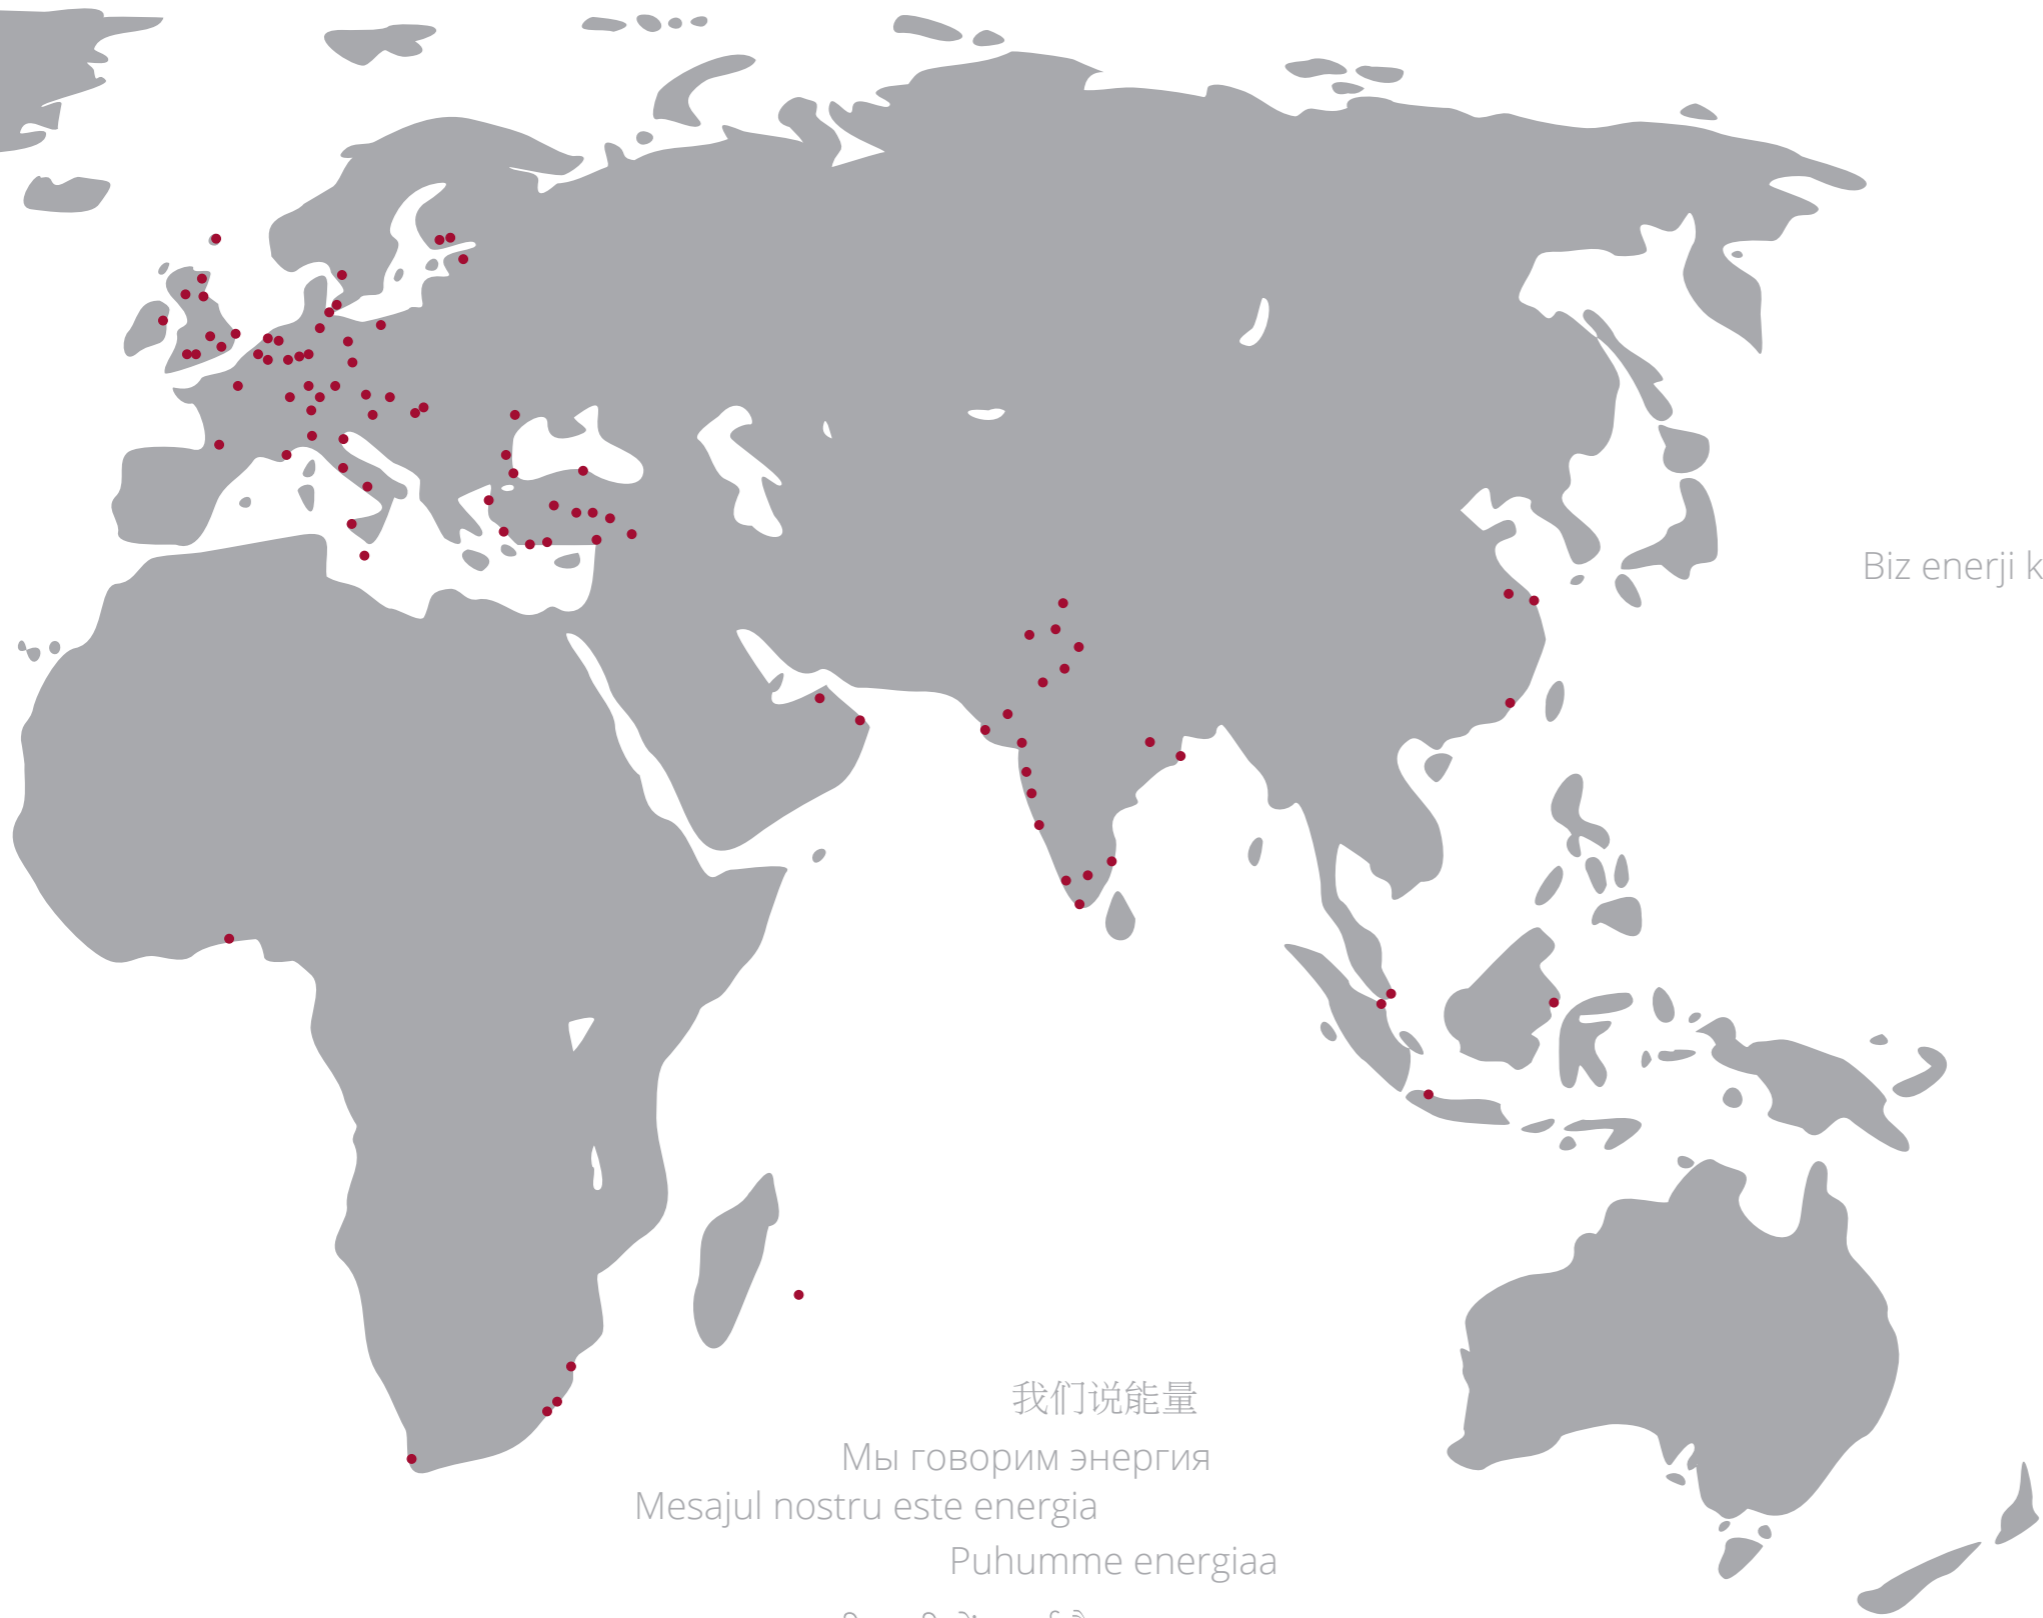 Biz enerji k
我们说能量
Мы говорим энергия
Mesajul nostru este energia
Puhumme energiaa